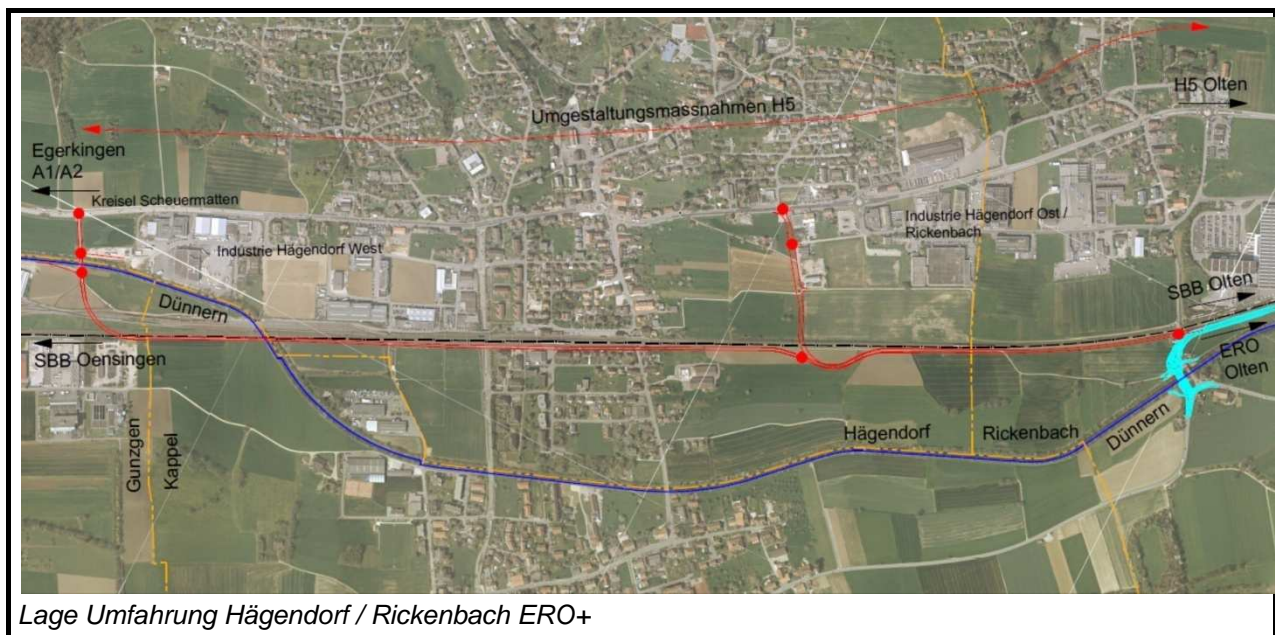 Umgestaltungsmassnahmen H5
H5 Olten
Egerkingen
A1/A2
Kreisel Scheuermatten
Industrie Hägendorf West
Industrie Hägendorf Ost /
Rickenbach
Dünnern
SBB Olten
SBB Oensingen
ERO
Olten
Gunzgen
Kappel
Hägendorf
Rickenbach
Dünnern
Lage Umfahrung Hägendorf / Rickenbach ERO+